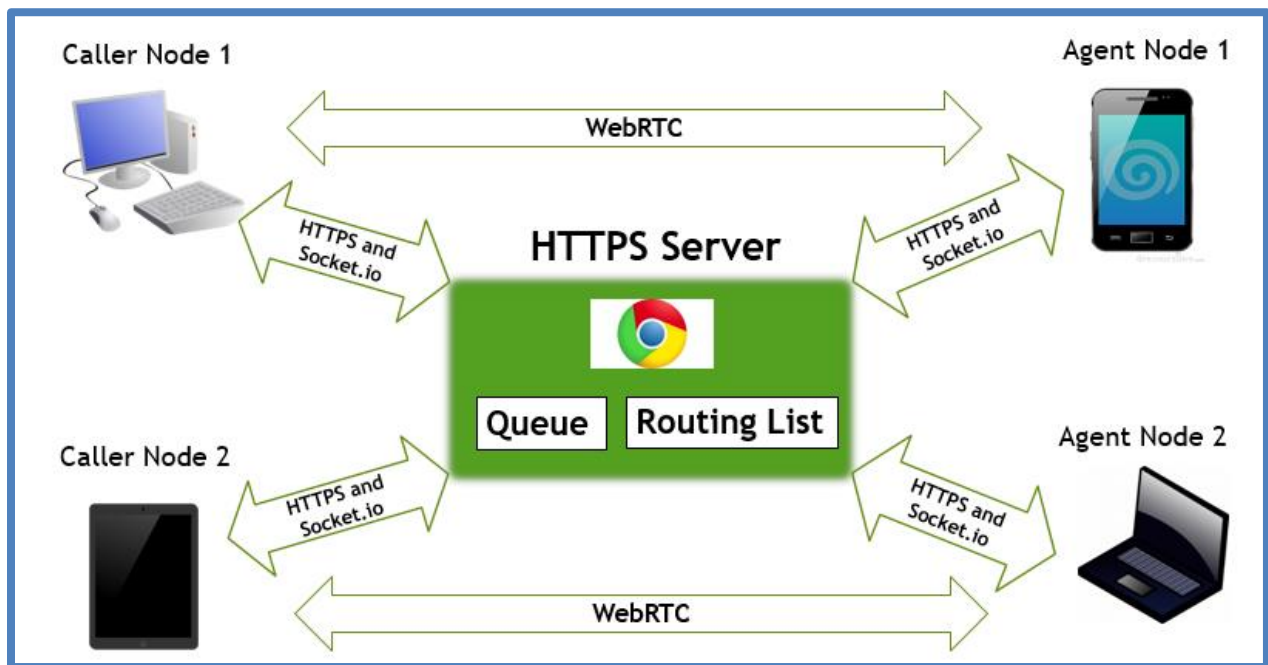 Caller Node 1
Agent Node 1
WebRTC
HTTPS and
Socket.io
HTTPS and
Socket.io
HTTPS Server
Queue
Routing List
Caller Node 2
Agent Node 2
HTTPS and
Socket.io
HTTPS and
Socket.io
WebRTC